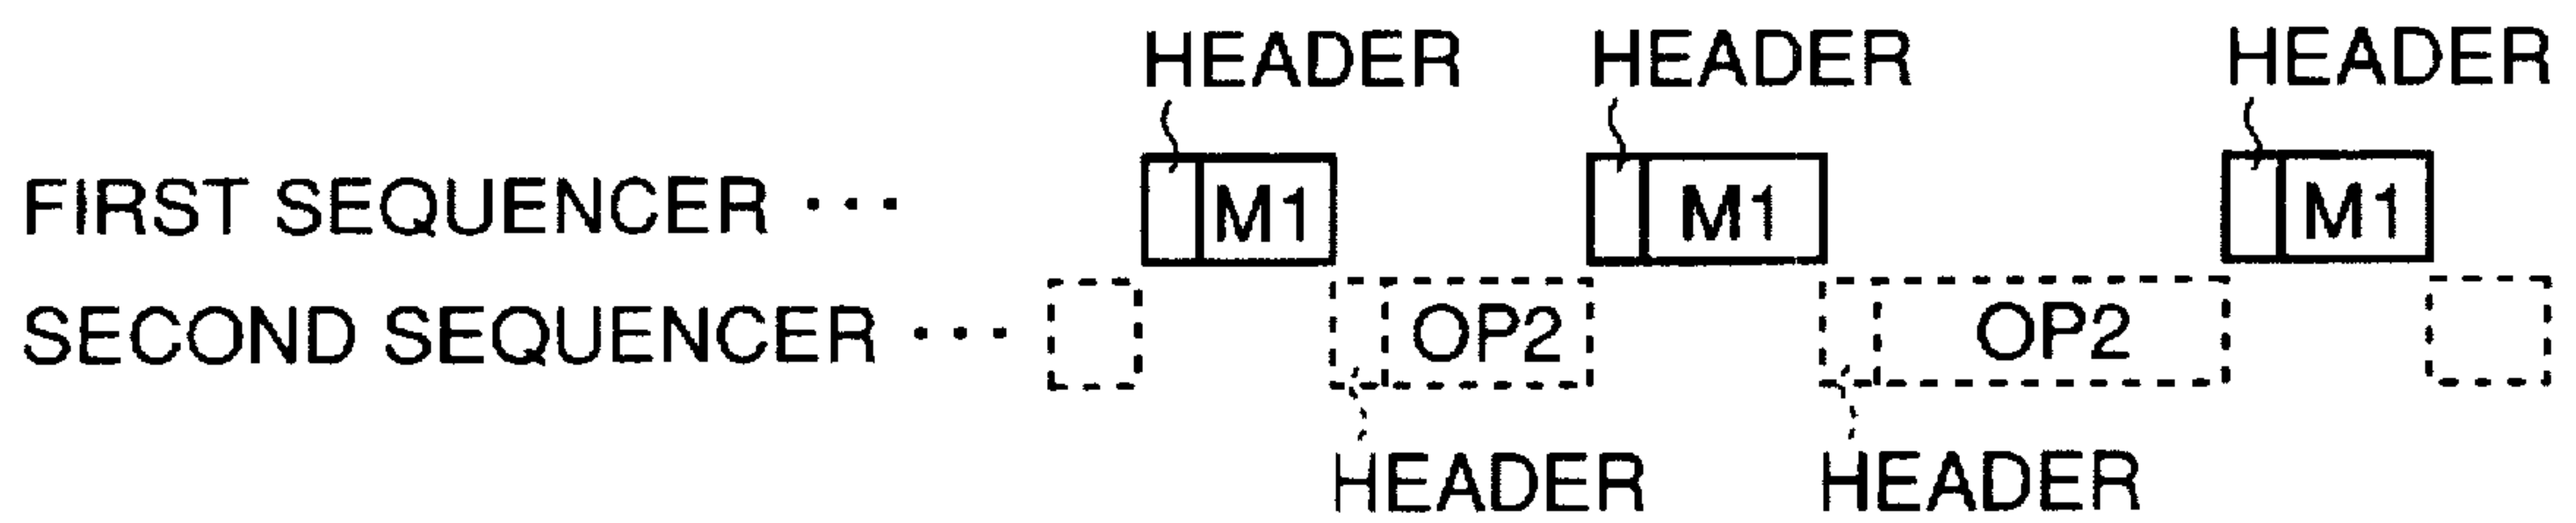 HEADER HEADER HEADER
FIRST SEQUENCER ··· M1 M1 M1
SECOND SEQUENCER ··· OP2 OP2
HEADER HEADER